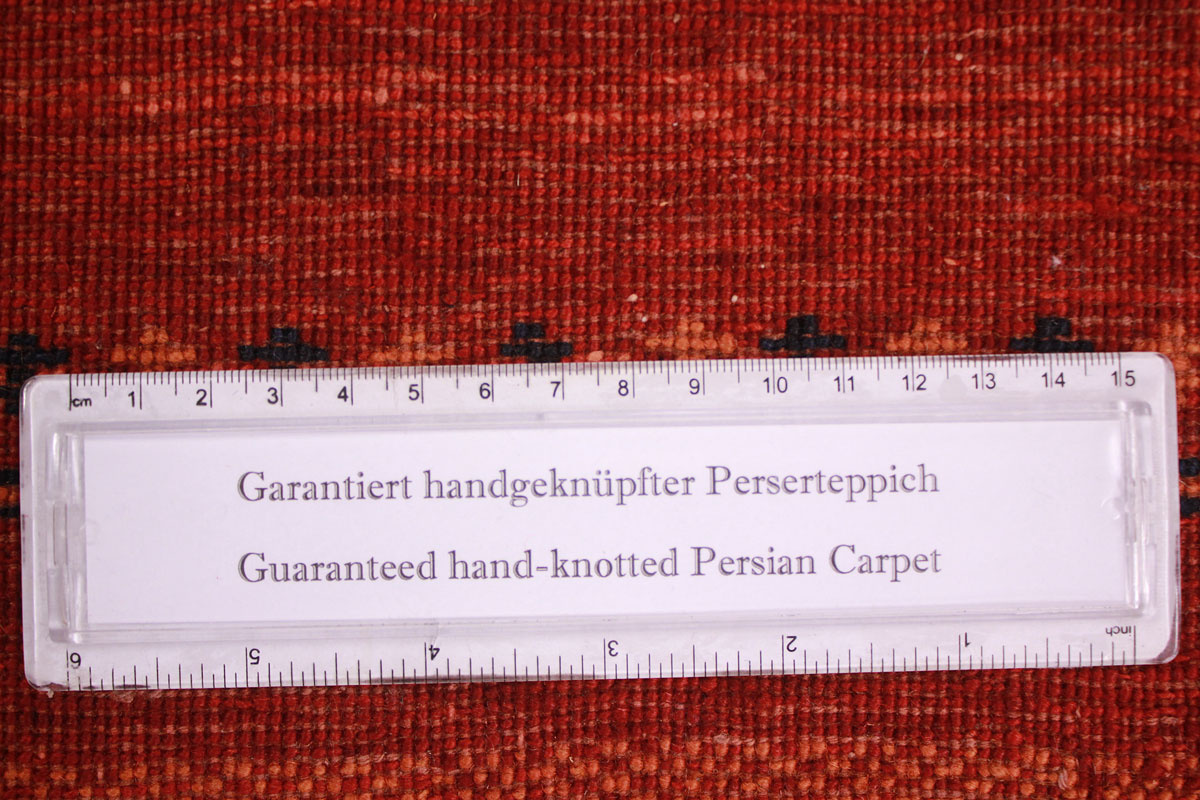 cm 1 2 3 4 5 6 7 8 9 10 11 12 13 14 15
Garantiert handgeknüpfter Perserteppich
Guaranteed hand-knotted Persian Carpet
6 5 4 3 2 1 inch